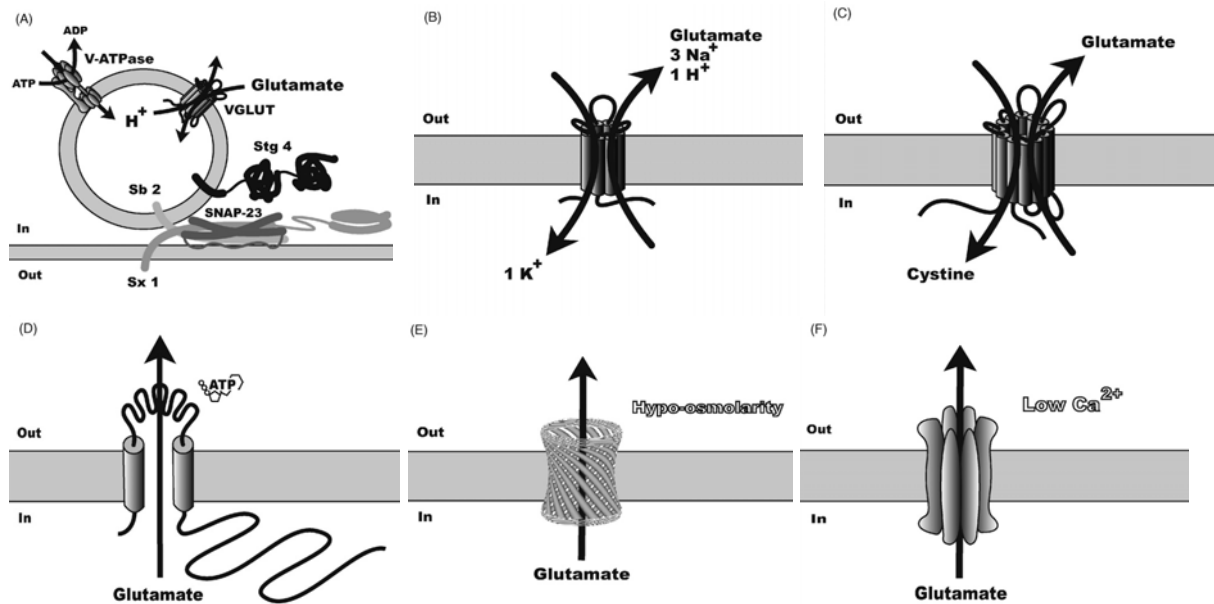 (A)
ADP
V-ATPase
ATP
H+
Glutamate
VGLUT
Stg 4
Sb 2
SNAP-23
In
Out
Sx 1
(B)
Glutamate
3 Na+
1 H+
Out
In
1 K+
(C)
Glutamate
Out
In
Cystine
(D)
ATP
Out
In
Glutamate
(E)
Hypo-osmolarity
Out
In
Glutamate
(F)
Low Ca2+
Out
In
Glutamate